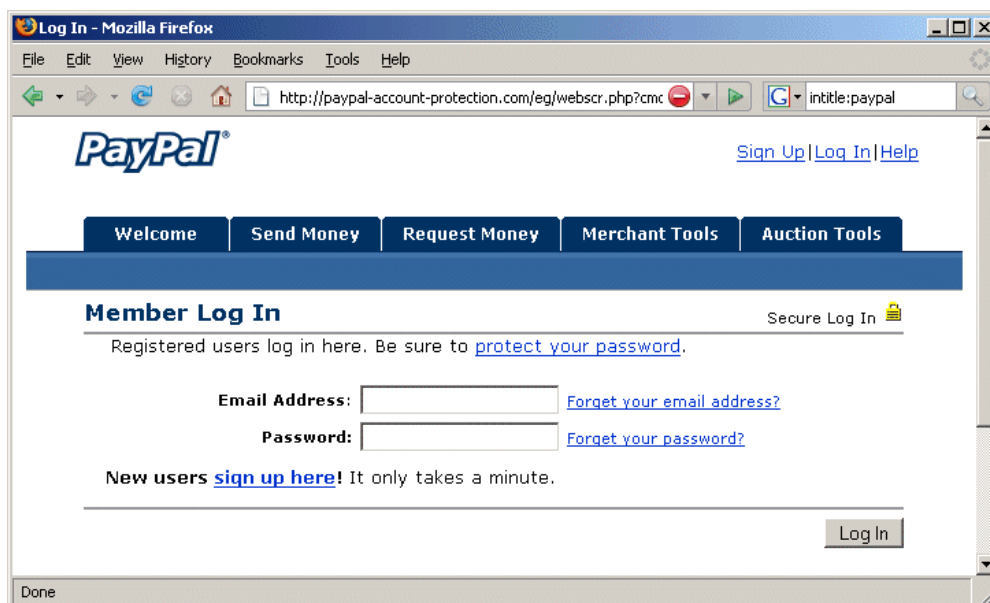 Log In - Mozilla Firefox
File Edit View History Bookmarks Tools Help
http://paypal-account-protection.com/eg/webscr.php?cmc G intitle:paypal
PayPal®
Sign Up|Log In|Help
Welcome Send Money Request Money Merchant Tools Auction Tools
Member Log In Secure Log In
Registered users log in here. Be sure to protect your password.
Email Address: Forget your email address?
Password: Forget your password?
New users sign up here! It only takes a minute.
Log In
Done